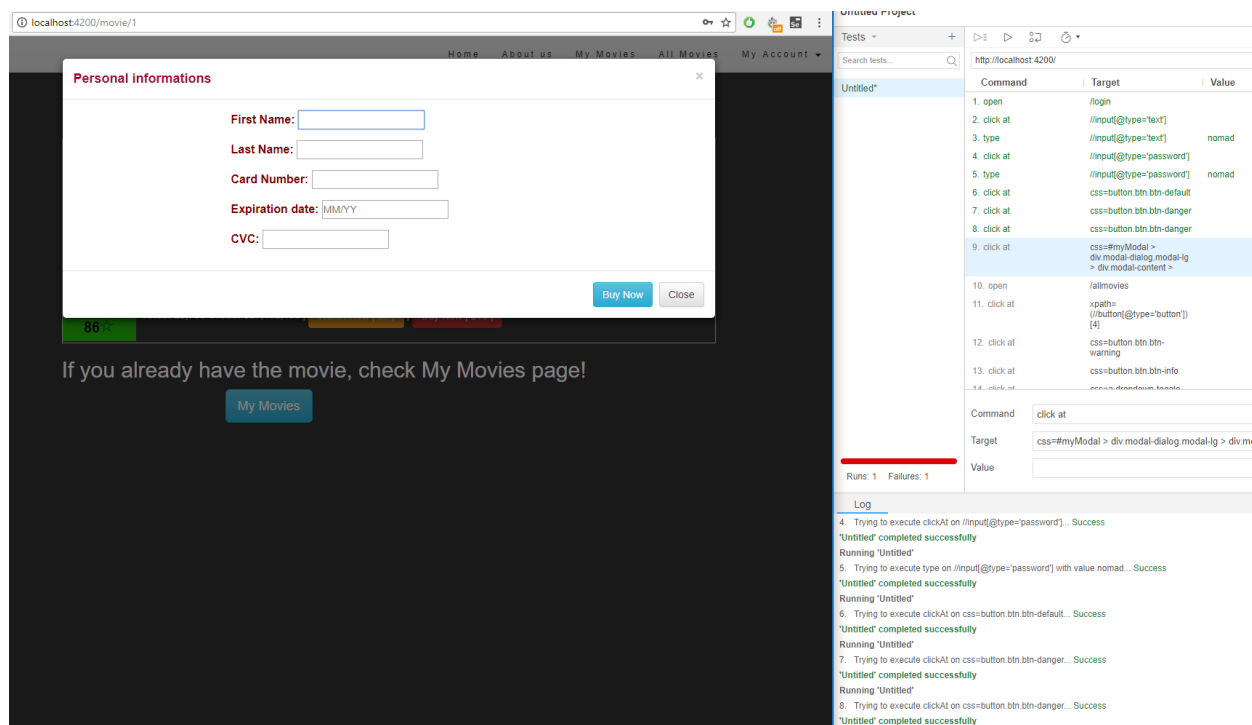 localhost:4200/movie/1
off
Se
Home About us My Movies All Movies My Account
Personal informations
×
First Name:
Last Name:
Card Number:
Expiration date: MM/YY
CVC:
Buy Now Close
86
If you already have the movie, check My Movies page!
My Movies
Untitled Project
Tests
+
Search tests...
http://localhost:4200/
Untitled*
Command Target Value
1. open /login
2. click at //input[@type='text']
3. type //input[@type='text'] nomad
4. click at //input[@type='password']
5. type //input[@type='password'] nomad
6. click at css=button.btn.btn-default
7. click at css=button.btn.btn-danger
8. click at css=button.btn.btn-danger
9. click at css=#myModal >
div.modal-dialog.modal-lg
> div.modal-content >
10. open /allmovies
11. click at xpath=
(//button[@type='button'])
[4]
12. click at css=button.btn.btn-
warning
13. click at css=button.btn.btn-info
14. click at css=a.dropdown-toggle
Command click at
Target css=#myModal > div.modal-dialog.modal-lg > div.m
Value
Runs: 1 Failures: 1
Log
4. Trying to execute clickAt on //input[@type='password']... Success
'Untitled' completed successfully
Running 'Untitled'
5. Trying to execute type on //input[@type='password'] with value nomad... Success
'Untitled' completed successfully
Running 'Untitled'
6. Trying to execute clickAt on css=button.btn.btn-default... Success
'Untitled' completed successfully
Running 'Untitled'
7. Trying to execute clickAt on css=button.btn.btn-danger... Success
'Untitled' completed successfully
Running 'Untitled'
8. Trying to execute clickAt on css=button.btn.btn-danger... Success
'Untitled' completed successfully